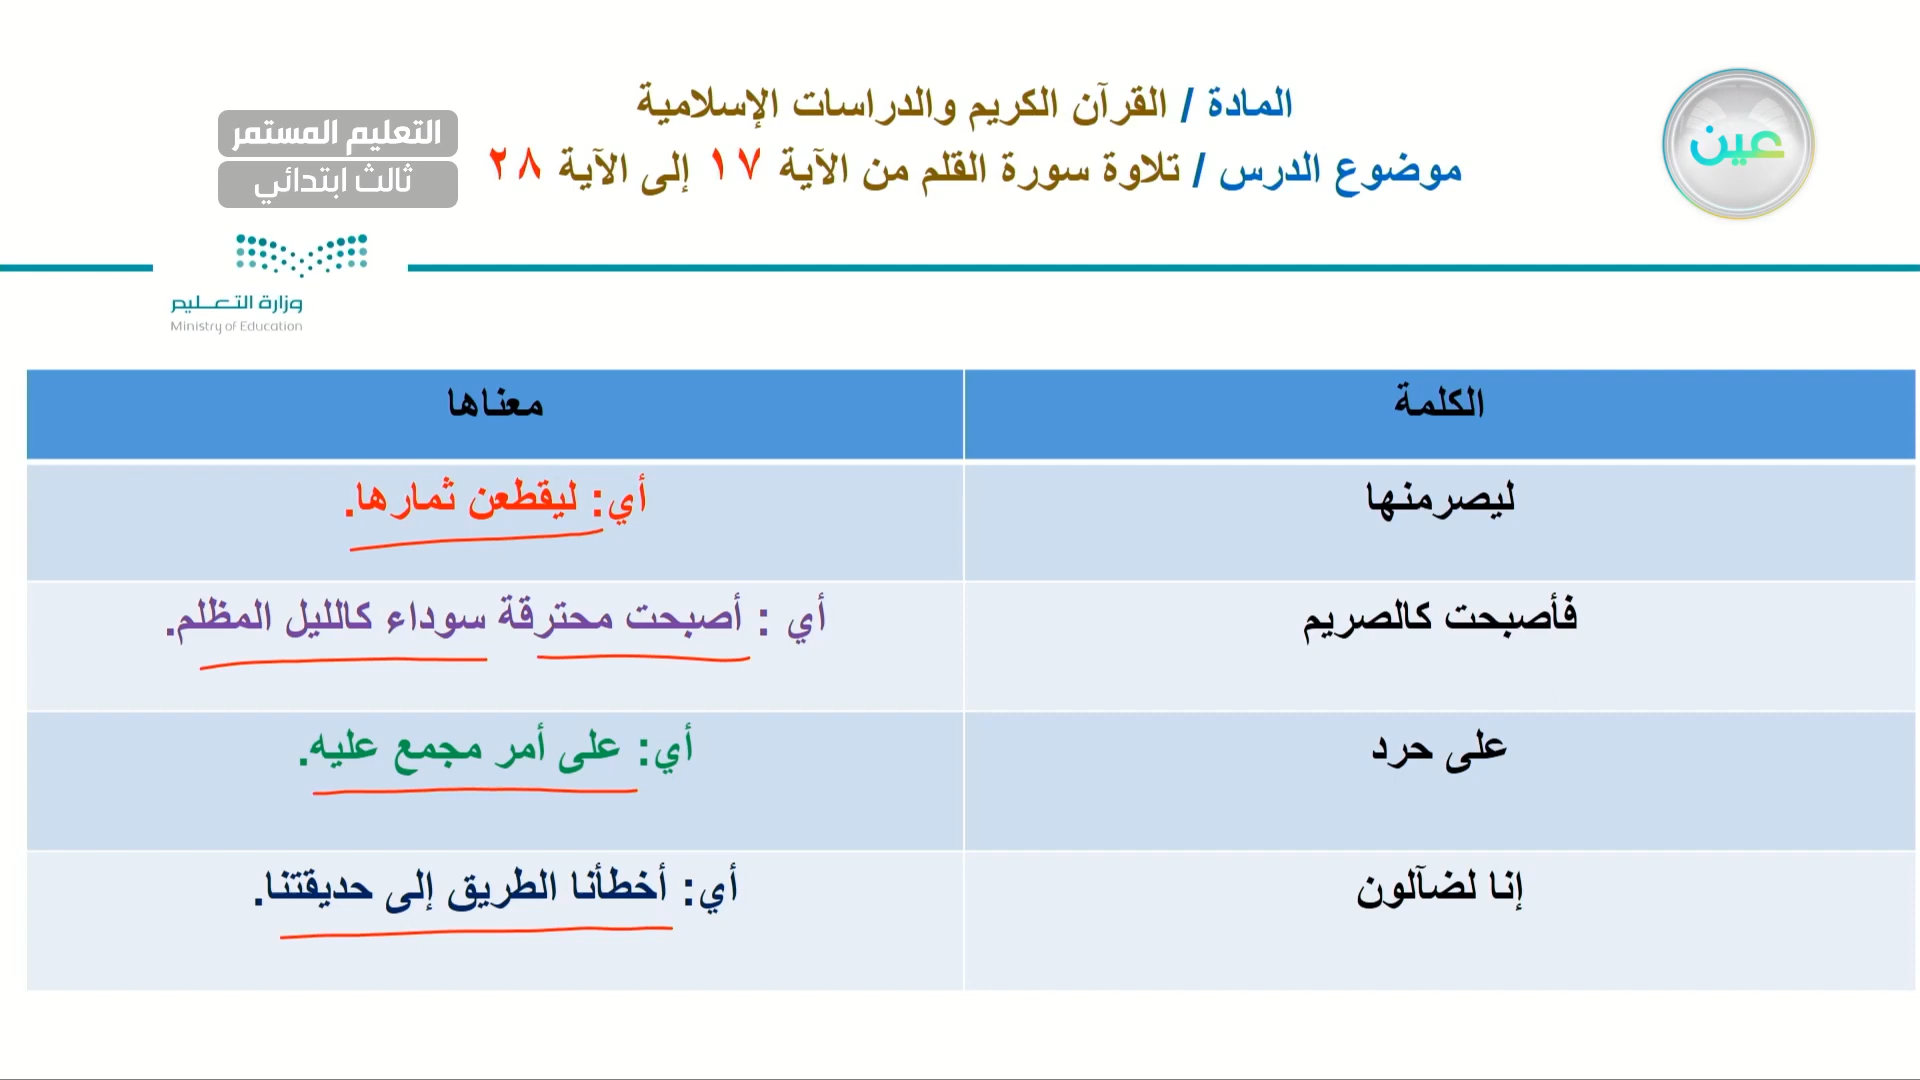 المادة / القرآن الكريم والدراسات الإسلامية
موضوع الدرس / تلاوة سورة القلم من الآية ١٧ إلى الآية ٢٨
عين
التعليم المستمر
ثالث ابتدائي
وزارة التعـليم
Ministry of Education
الكلمة
معناها
ليصرمنها
أي: ليقطعن ثمارها.
فأصبحت كالصريم
أي : أصبحت محترقة سوداء كالليل المظلم.
على حرد
أي: على أمر مجمع عليه.
إنا لضآلون
أي: أخطأنا الطريق إلى حديقتنا.